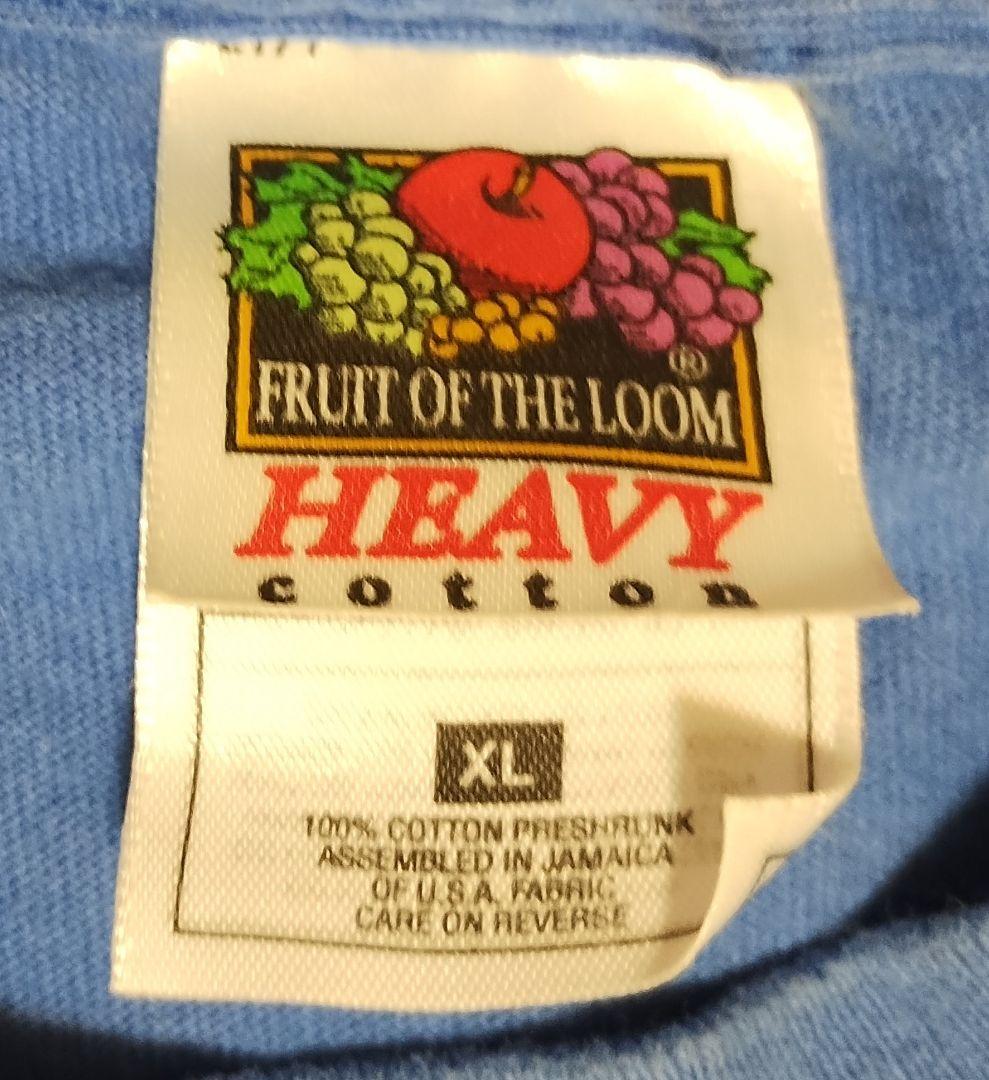 FRUIT OF THE LOOM ®
HEAVY
cotton
XL
100% COTTON PRESHRUNK
ASSEMBLED IN JAMAICA
OF U.S.A. FABRIC
CARE ON REVERSE